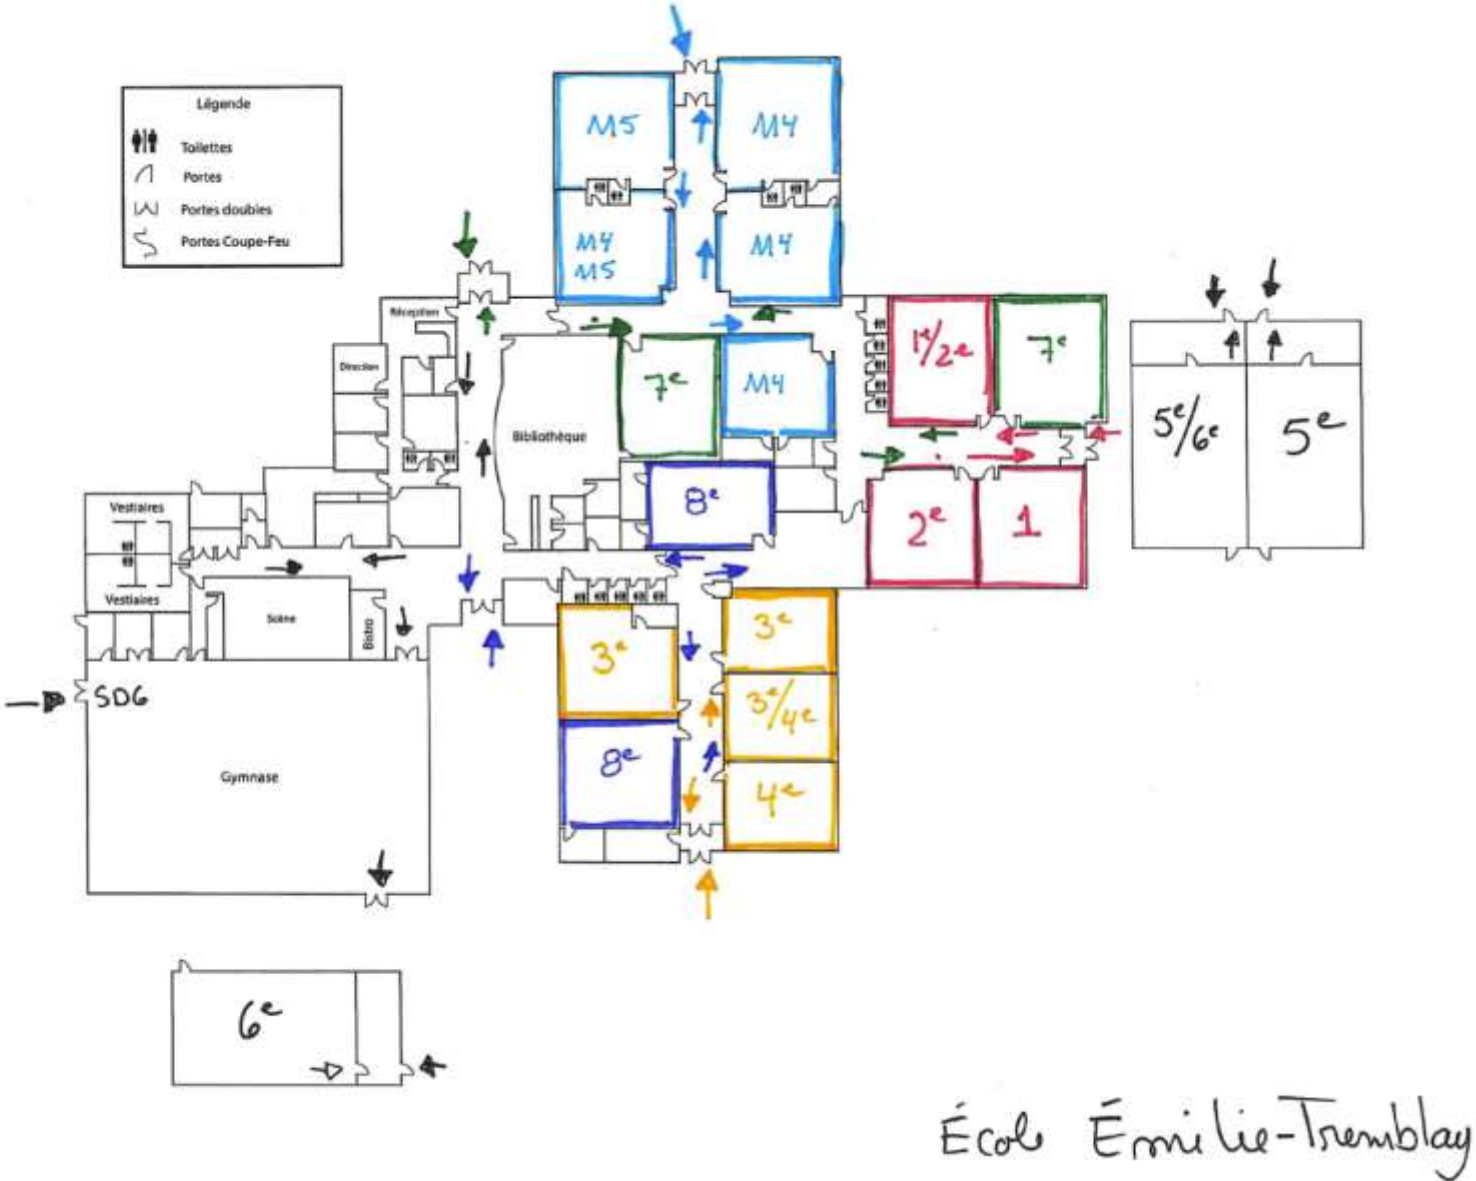 Légende
Toilettes
Portes
Portes doubles
Portes Coupe-Feu
M5
M4
M4
M5
M4
Réception
Direction
Bibliothèque
7e
M4
1e/2e
7e
5e/6e
5e
8e
2e
1
Vestiaires
Vestiaires
Scène
Bistro
3e
3e
3e/4e
8e
4e
SDG
Gymnase
6e
École Émilie-Tremblay